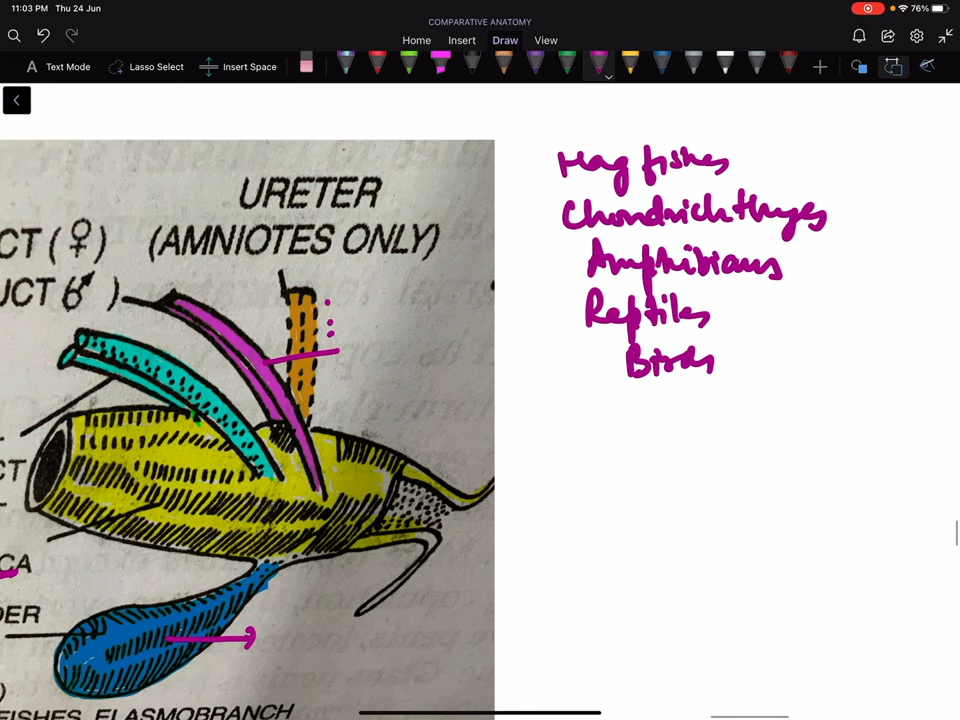 11:03 PM Thu 24 Jun
76%
COMPARATIVE ANATOMY
Home Insert Draw View
Text Mode Lasso Select Insert Space
URETER
CT (♀) (AMNIOTES ONLY)
UCT ♂)
CT
CA
DER
)
FISHES, ELASMOBRANCH
Hag fishes
Chondrichthyes
Amphibians
Reptiles
Birds